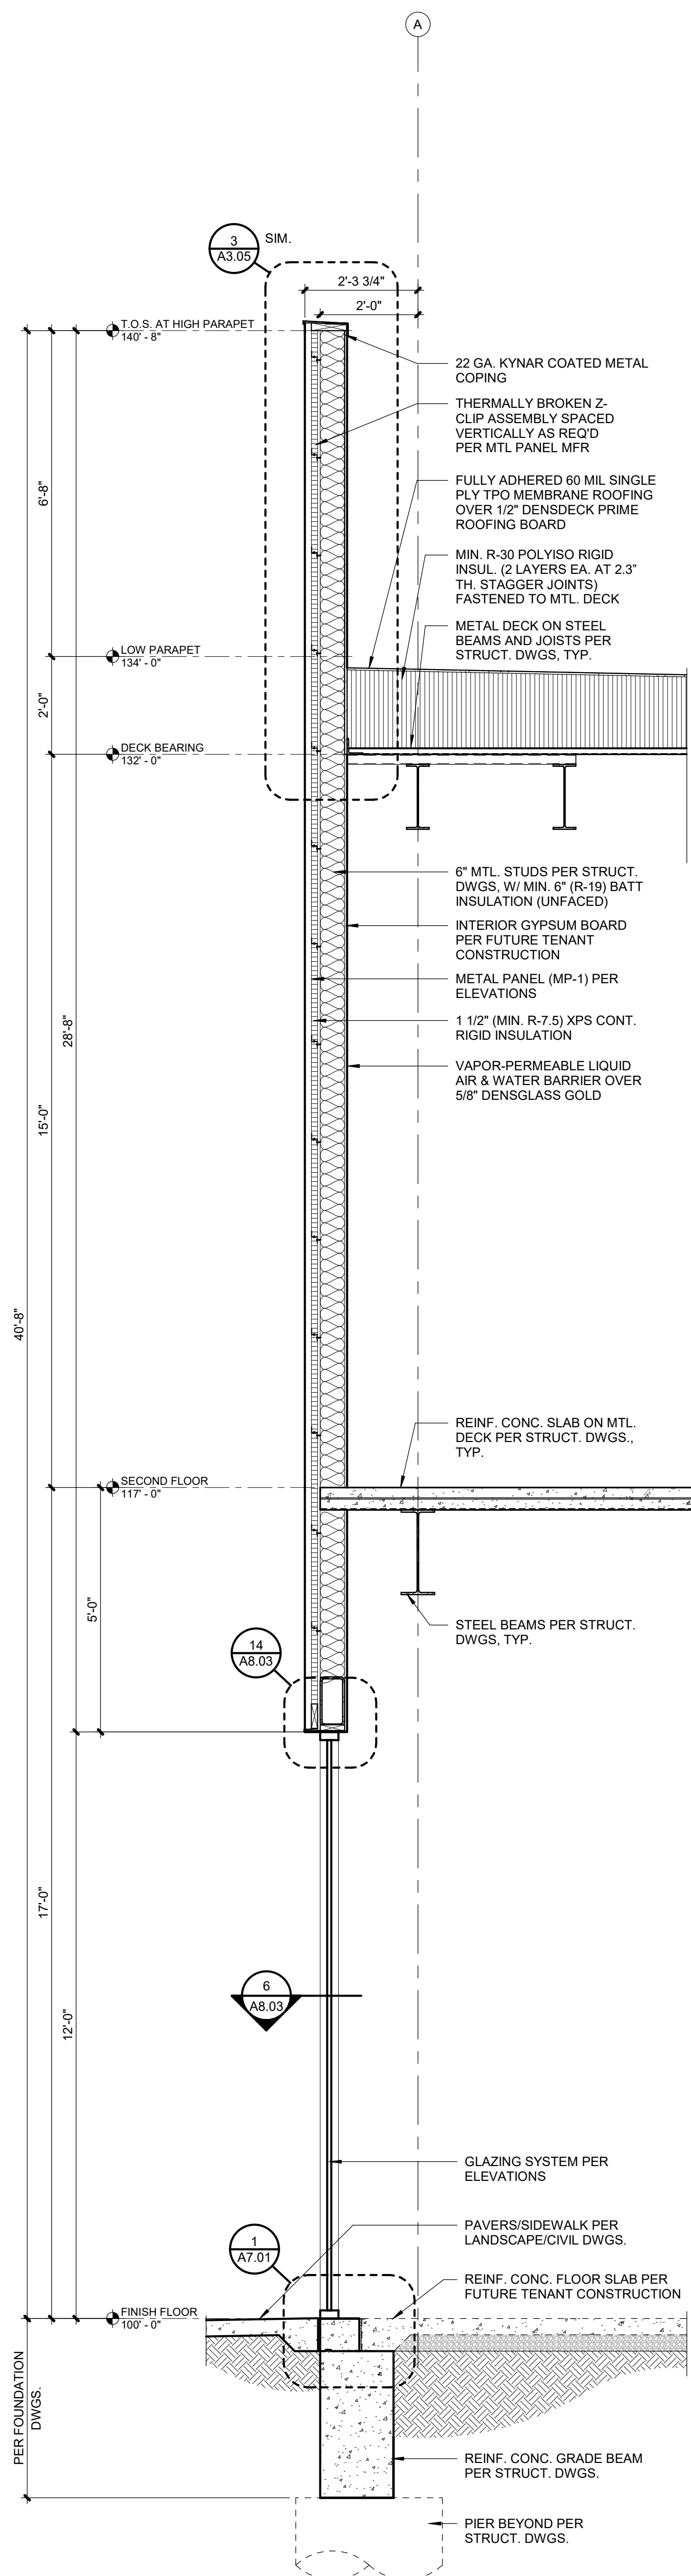 A
3
A3.05
SIM.
2'-3 3/4"
2'-0"
T.O.S. AT HIGH PARAPET
140' - 8"
22 GA. KYNAR COATED METAL
COPING
THERMALLY BROKEN Z-
CLIP ASSEMBLY SPACED
VERTICALLY AS REQ'D
PER MTL PANEL MFR
6'-8"
FULLY ADHERED 60 MIL SINGLE
PLY TPO MEMBRANE ROOFING
OVER 1/2" DENSDECK PRIME
ROOFING BOARD
MIN. R-30 POLYISO RIGID
INSUL. (2 LAYERS EA. AT 2.3"
TH. STAGGER JOINTS)
FASTENED TO MTL. DECK
METAL DECK ON STEEL
BEAMS AND JOISTS PER
STRUCT. DWGS, TYP.
LOW PARAPET
134' - 0"
2'-0"
DECK BEARING
132' - 0"
6" MTL. STUDS PER STRUCT.
DWGS, W/ MIN. 6" (R-19) BATT
INSULATION (UNFACED)
INTERIOR GYPSUM BOARD
PER FUTURE TENANT
CONSTRUCTION
METAL PANEL (MP-1) PER
ELEVATIONS
1 1/2" (MIN. R-7.5) XPS CONT.
RIGID INSULATION
VAPOR-PERMEABLE LIQUID
AIR & WATER BARRIER OVER
5/8" DENSGLASS GOLD
28'-8"
15'-0"
40'-8"
REINF. CONC. SLAB ON MTL.
DECK PER STRUCT. DWGS.,
TYP.
SECOND FLOOR
117' - 0"
5'-0"
STEEL BEAMS PER STRUCT.
DWGS, TYP.
14
A8.03
17'-0"
6
A8.03
12'-0"
GLAZING SYSTEM PER
ELEVATIONS
PAVERS/SIDEWALK PER
LANDSCAPE/CIVIL DWGS.
1
A7.01
REINF. CONC. FLOOR SLAB PER
FUTURE TENANT CONSTRUCTION
FINISH FLOOR
100' - 0"
PER FOUNDATION
DWGS.
REINF. CONC. GRADE BEAM
PER STRUCT. DWGS.
PIER BEYOND PER
STRUCT. DWGS.